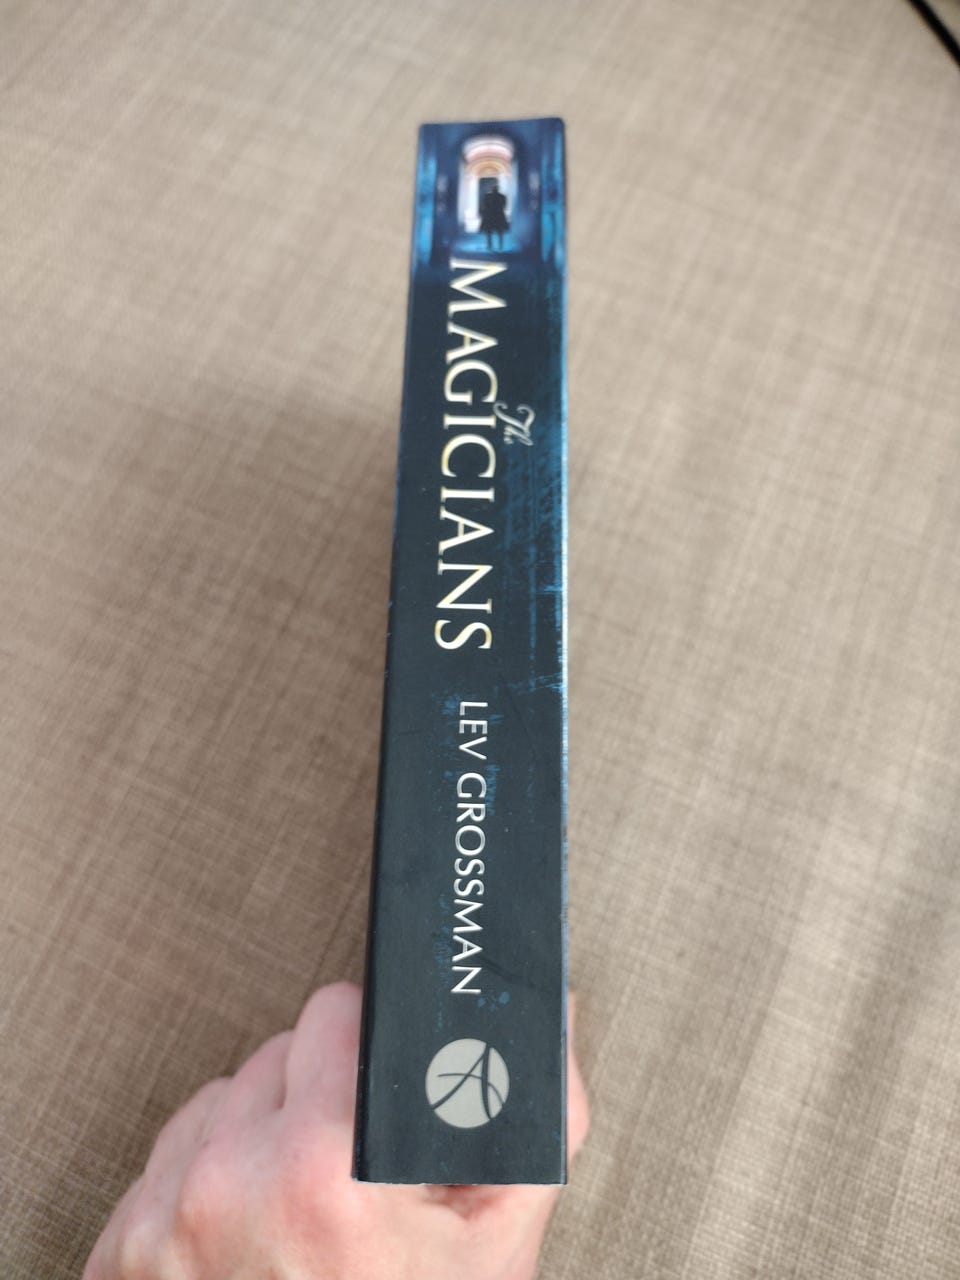 The
MAGICIANS
LEV GROSSMAN
A